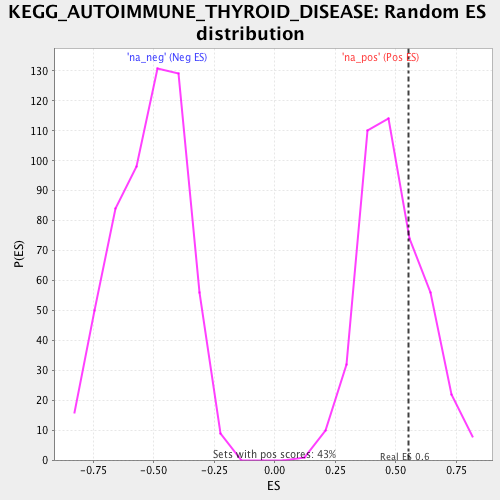 KEGG_AUTOIMMUNE_THYROID_DISEASE: Random ES
distribution
'na_neg' (Neg ES)
'na_pos' (Pos ES)
P(ES)
130
120
110
100
90
80
70
60
50
40
30
20
10
0
Sets with pos scores: 43%
Real ES 0.6
-0.75
-0.50
-0.25
0.00
0.25
0.50
0.75
ES